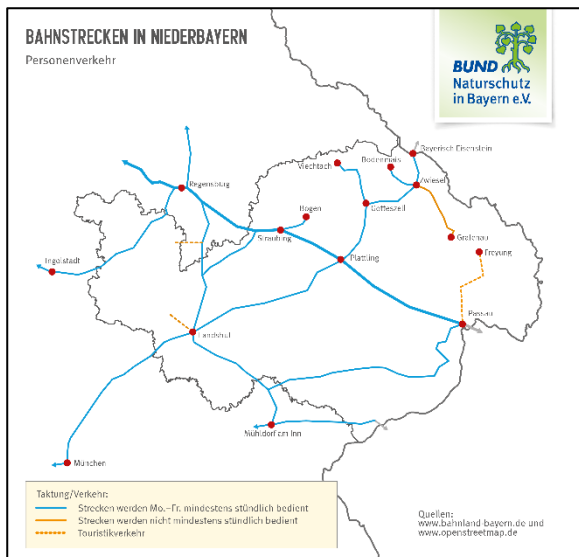 BAHNSTRECKEN IN NIEDERBAYERN
Personenverkehr
BUND
Naturschutz
in Bayern e.V.
Bayerisch Eisenstein
Bodenmais
Viechtach
Zwiesel
Regensburg
Bogen
Gotteszell
Grafenau
Straubing
Freyung
Plattling
Ingolstadt
Passau
Landshut
Mühldorf am Inn
München
Taktung/Verkehr:
Strecken werden Mo.–Fr. mindestens stündlich bedient
Strecken werden nicht mindestens stündlich bedient
Touristikverkehr
Quellen:
www.bahnland-bayern.de und
www.openstreetmap.de